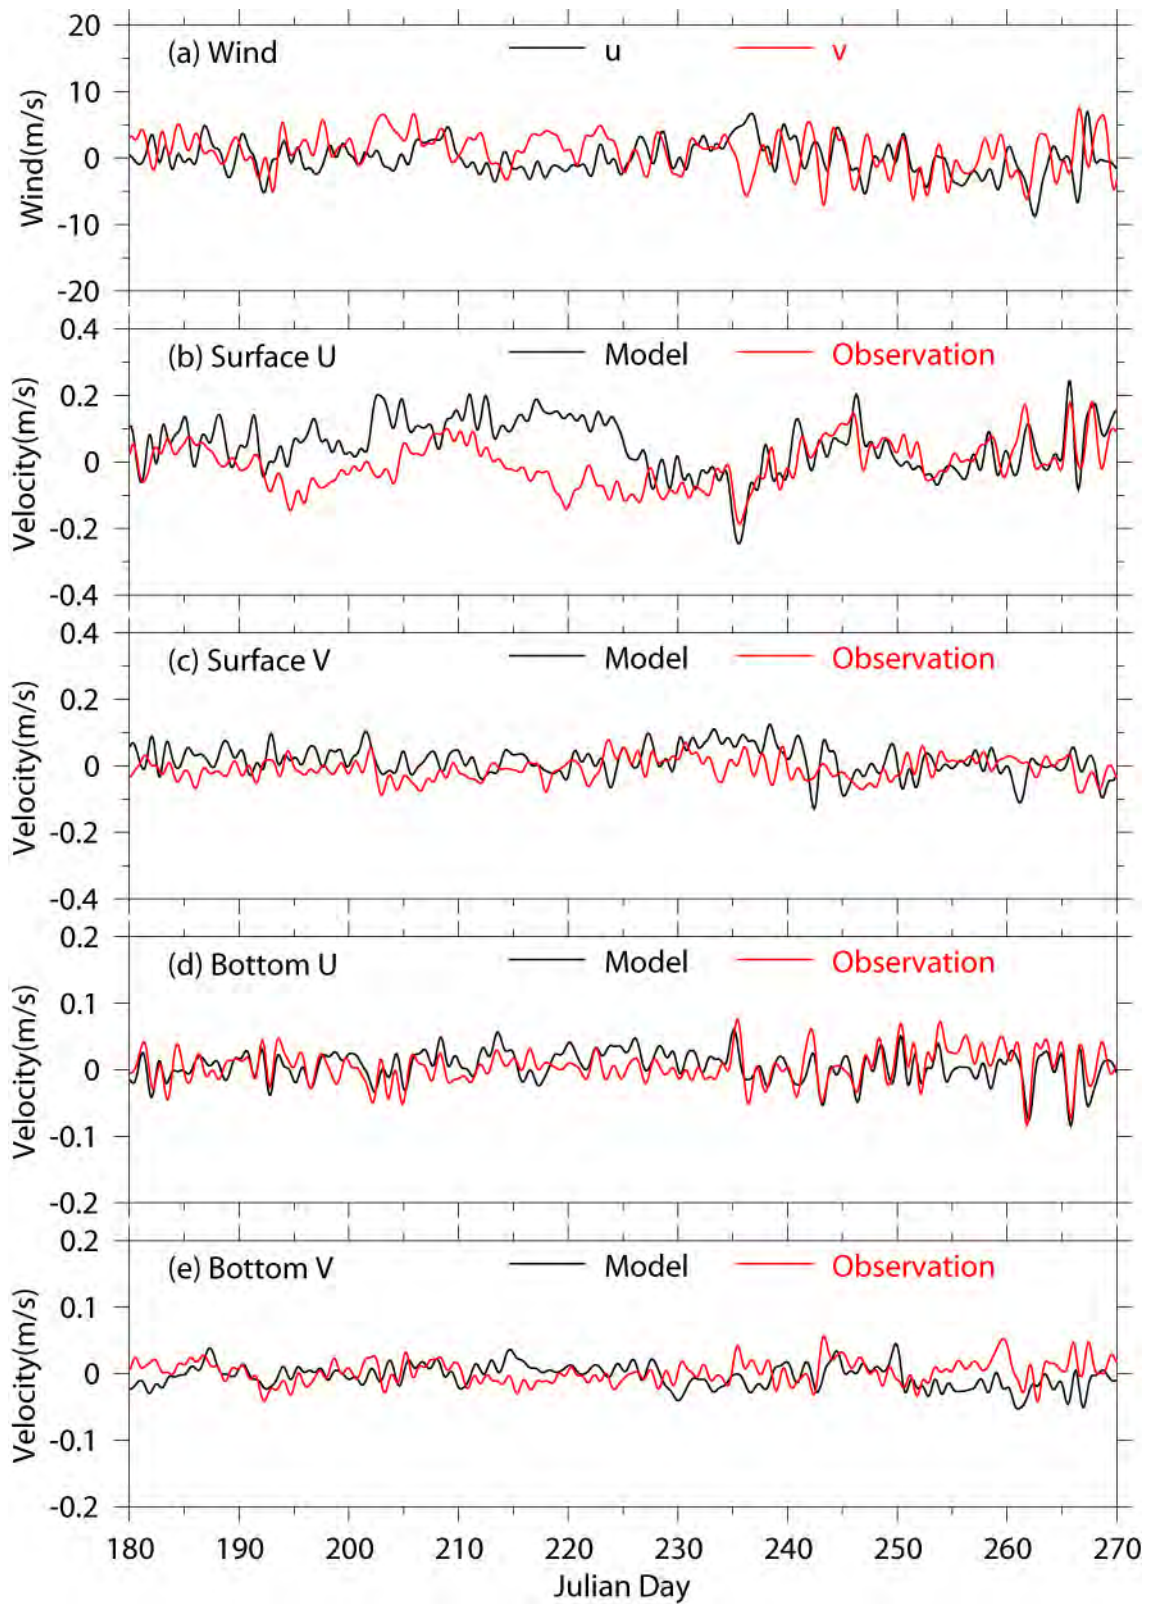 20
(a) Wind u v
10
0
-10
-20
Wind(m/s)
0.4
(b) Surface U Model Observation
0.2
0
-0.2
-0.4
Velocity(m/s)
0.4
(c) Surface V Model Observation
0.2
0
-0.2
-0.4
Velocity(m/s)
0.2
(d) Bottom U Model Observation
0.1
0
-0.1
-0.2
Velocity(m/s)
0.2
(e) Bottom V Model Observation
0.1
0
-0.1
-0.2
Velocity(m/s)
180 190 200 210 220 230 240 250 260 270
Julian Day